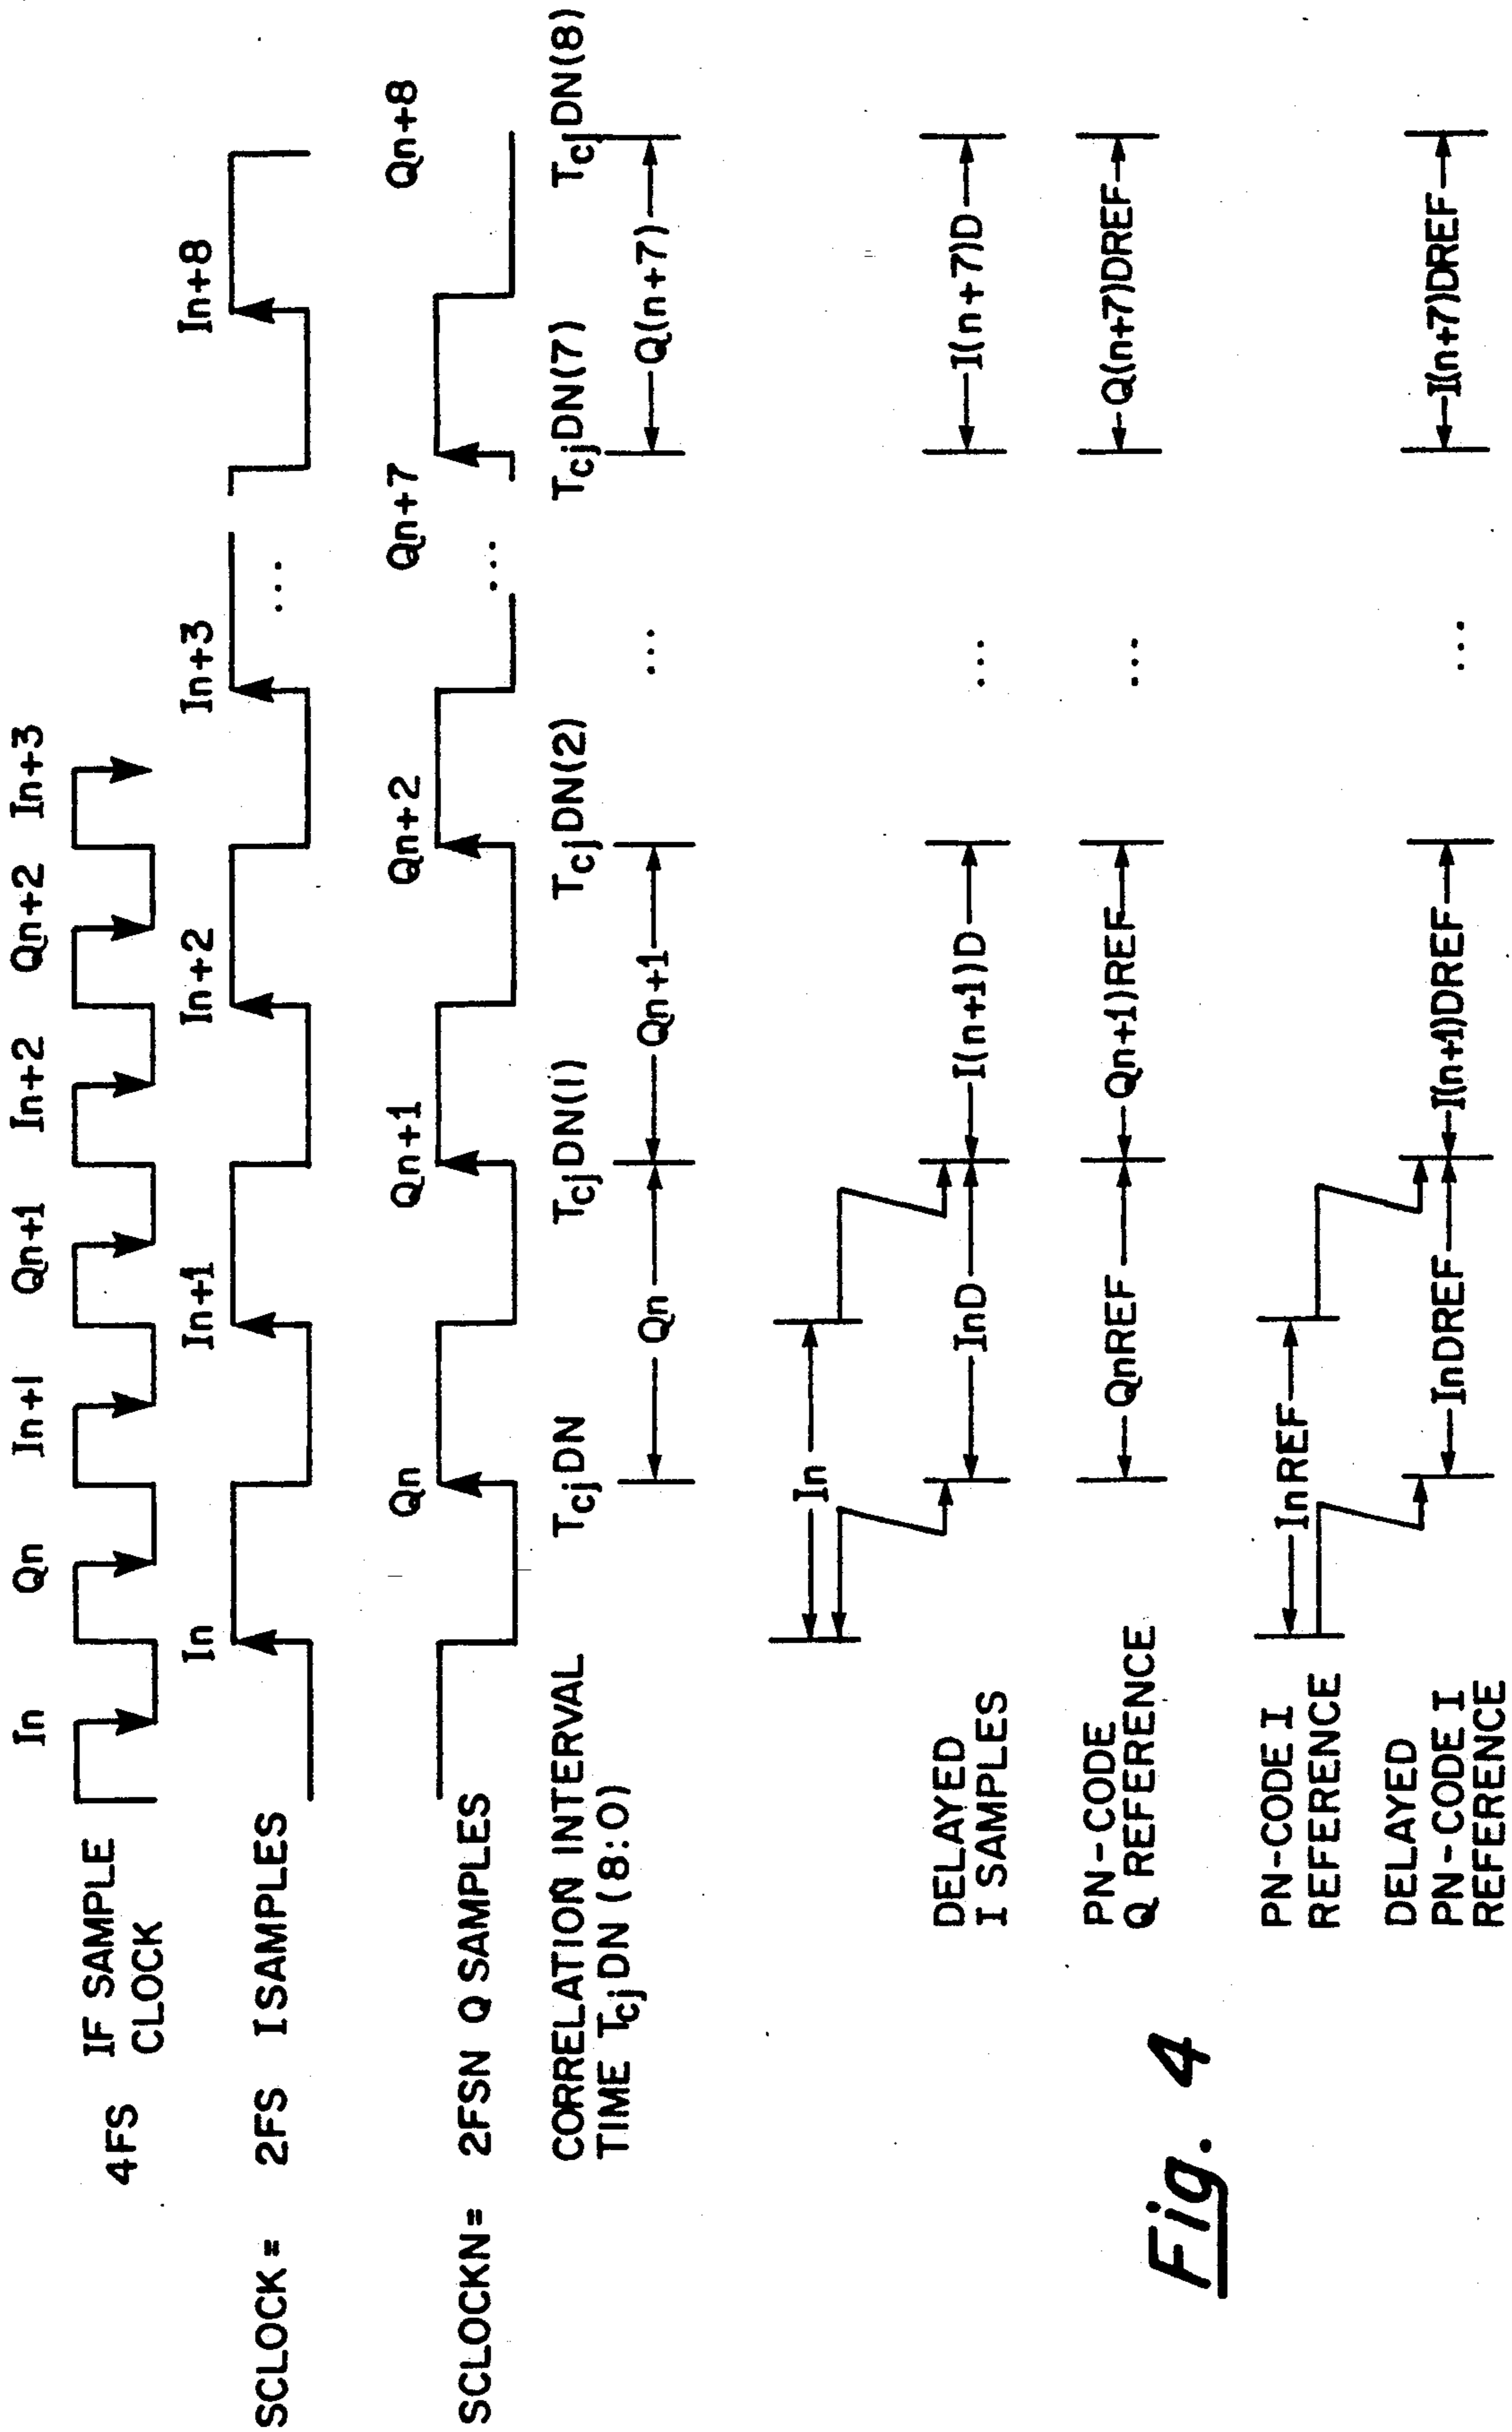 In Qn In+1 Qn+1 In+2 Qn+2 In+3
4FS IF SAMPLE
CLOCK
In In+1 In+2 In+3 In+8
SCLOCK = 2FS I SAMPLES ...
Qn Qn+1 Qn+2 Qn+7 Qn+8
SCLOCKN = 2FSN Q SAMPLES ...
CORRELATION INTERVAL TcjDN TcjDN(1) TcjDN(2) TcjDN(7) TcjDN(8)
TIME TcjDN (8:0)
Qn Qn+1 ... Q(n+7)
In
DELAYED
I SAMPLES
InD I(n+1)D ... I(n+7)D
PN-CODE
Q REFERENCE
QnREF Qn+1)REF ... Q(n+7)DREF
PN-CODE I
REFERENCE
InREF
DELAYED
PN-CODE I
REFERENCE
InDREF I(n+1)DREF ... I(n+7)DREF
Fig. 4